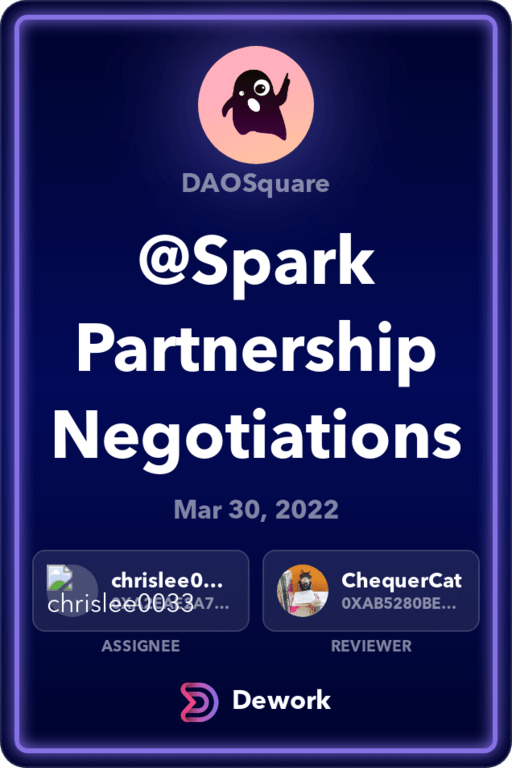 DAOSquare
@Spark
Partnership
Negotiations
Mar 30, 2022
chrislee0...
chrislee0033
ASSIGNEE
ChequerCat
0XAB5280BE...
REVIEWER
Dework